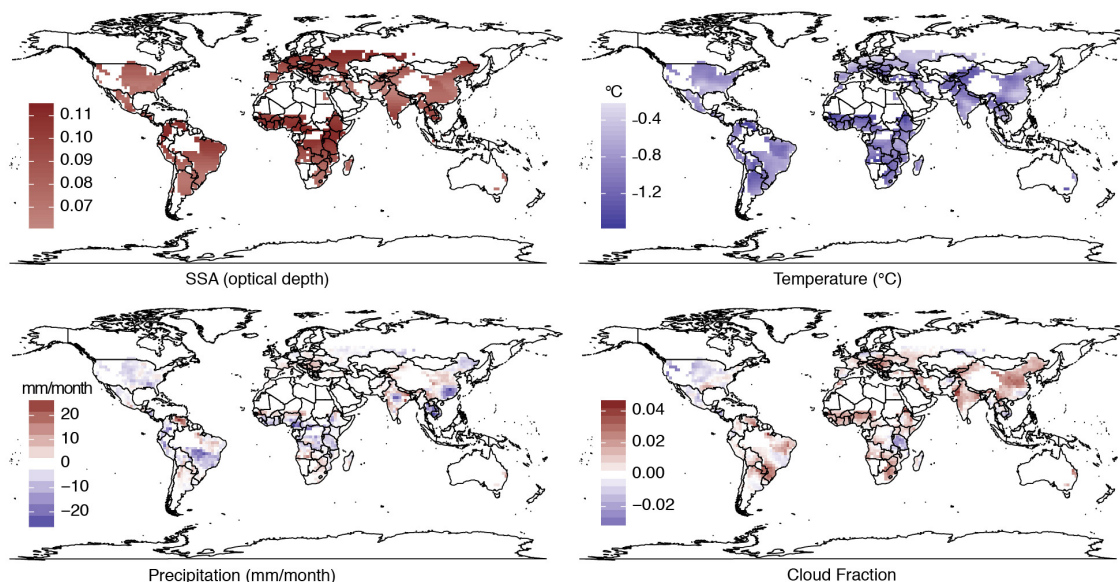 0.11
0.10
0.09
0.08
0.07
SSA (optical depth)
°C
−0.4
−0.8
−1.2
Temperature (°C)
mm/month
20
10
0
−10
−20
Precipitation (mm/month)
0.04
0.02
0.00
−0.02
Cloud Fraction